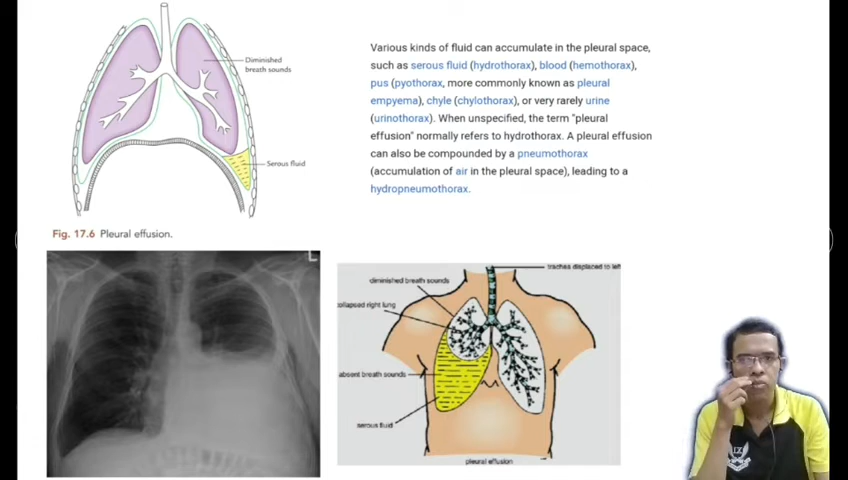 Diminished
breath sounds
Serous fluid
Fig. 17.6 Pleural effusion.
Various kinds of fluid can accumulate in the pleural space,
such as serous fluid (hydrothorax), blood (hemothorax),
pus (pyothorax, more commonly known as pleural
empyema), chyle (chylothorax), or very rarely urine
(urinothorax). When unspecified, the term "pleural
effusion" normally refers to hydrothorax. A pleural effusion
can also be compounded by a pneumothorax
(accumulation of air in the pleural space), leading to a
hydropneumothorax.
L
trachea displaced to left
diminished breath sounds
collapsed right lung
absent breath sounds
serous fluid
pleural effusion